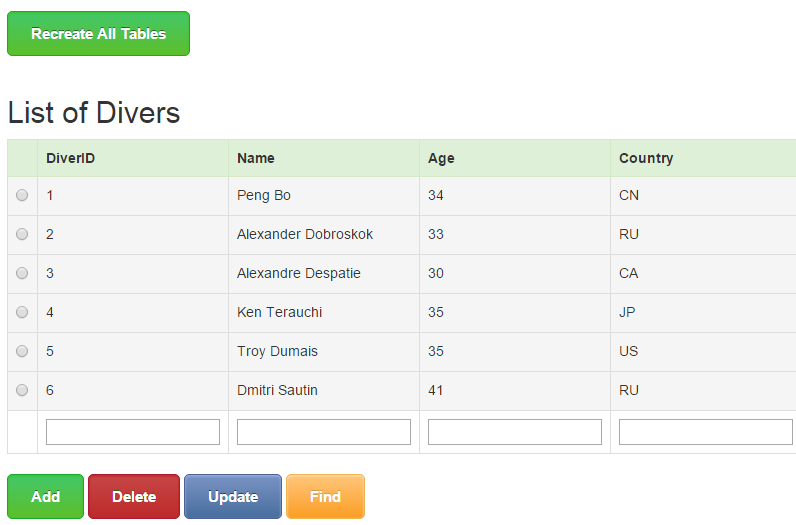 Recreate All Tables
List of Divers
DiverID Name Age Country
1 Peng Bo 34 CN
2 Alexander Dobroskok 33 RU
3 Alexandre Despatie 30 CA
4 Ken Terauchi 35 JP
5 Troy Dumais 35 US
6 Dmitri Sautin 41 RU
Add Delete Update Find